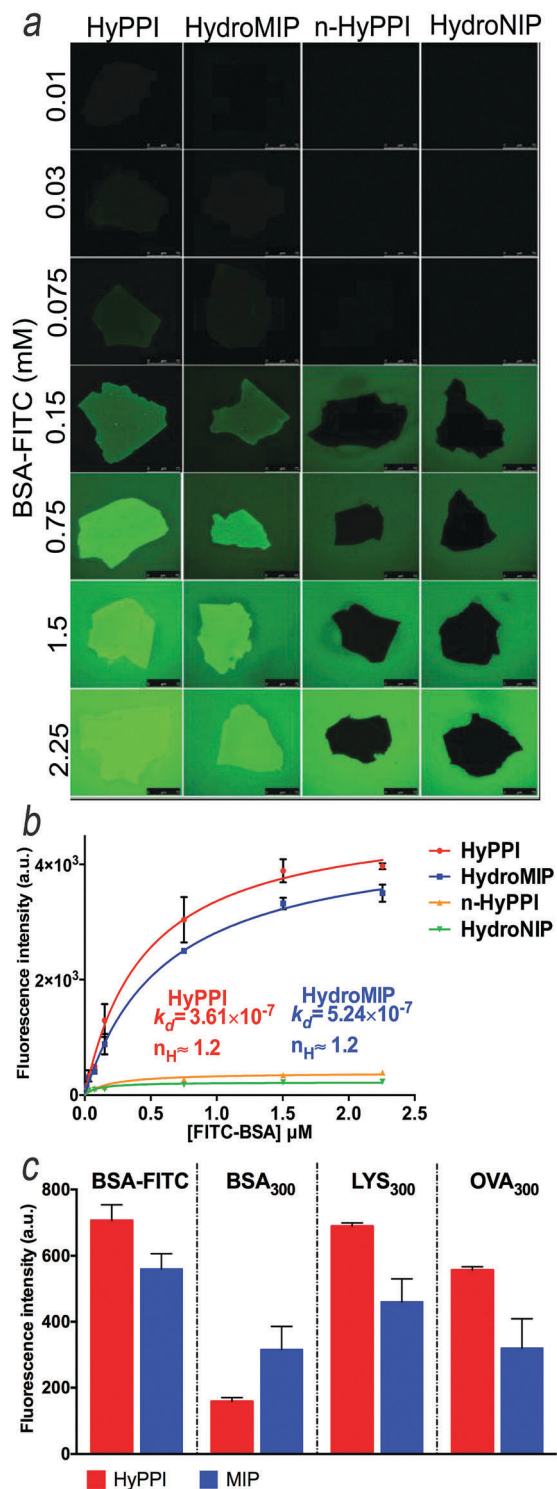 a
HyPPI HydroMIP n-HyPPI HydroNIP
BSA-FITC (mM)
0.01
0.03
0.075
0.15
0.75
1.5
2.25
b
Fluorescence intensity (a.u.)
4×10³
2×10³
0
0.0 0.5 1.0 1.5 2.0 2.5
[FITC-BSA] µM
HyPPI
k_d= 3.61×10⁻⁷
n_H≈ 1.2
HydroMIP
k_d= 5.24×10⁻⁷
n_H≈ 1.2
HyPPI
HydroMIP
n-HyPPI
HydroNIP
c
BSA-FITC BSA₃₀₀ LYS₃₀₀ OVA₃₀₀
Fluorescence intensity (a.u.)
800
600
400
200
0
HyPPI MIP